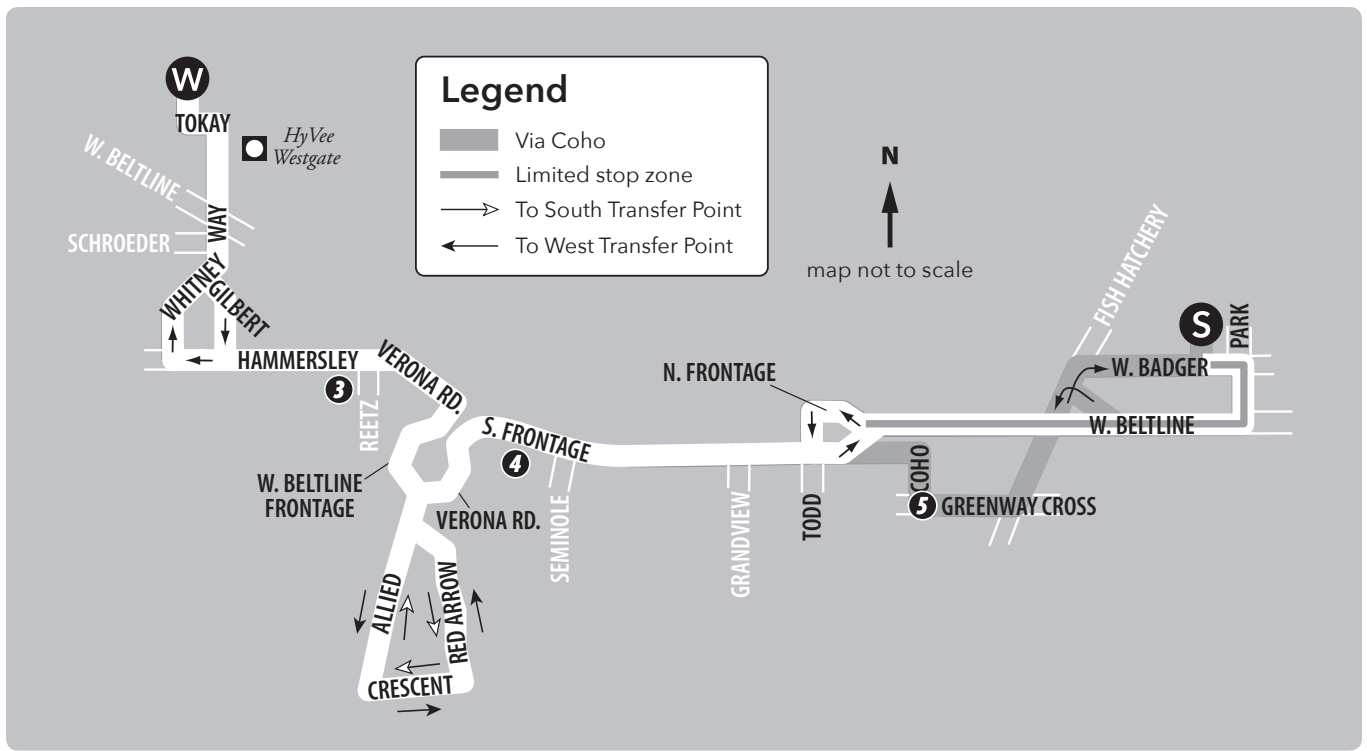 W
TOKAY
HyVee
Westgate
W. BELTLINE
WAY
SCHROEDER
WHITNEY
GILBERT
HAMMERSLEY
3
REETZ
VERONA RD.
Legend
Via Coho
Limited stop zone
To South Transfer Point
To West Transfer Point
N
map not to scale
FISH HATCHERY
S
PARK
W. BADGER
N. FRONTAGE
W. BELTLINE
S. FRONTAGE
4
W. BELTLINE
FRONTAGE
VERONA RD.
SEMINOLE
GRANDVIEW
TODD
COHO
5
GREENWAY CROSS
ALLIED
RED ARROW
CRESCENT